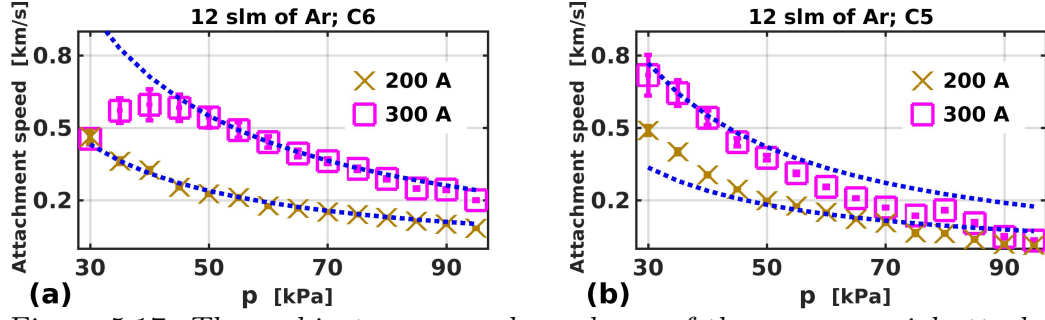 12 slm of Ar; C6
Attachment speed [km/s]
0.8
0.5
0.2
200 A
300 A
30 50 70 90
p [kPa]
(a)
12 slm of Ar; C5
Attachment speed [km/s]
0.8
0.5
0.2
200 A
300 A
30 50 70 90
p [kPa]
(b)